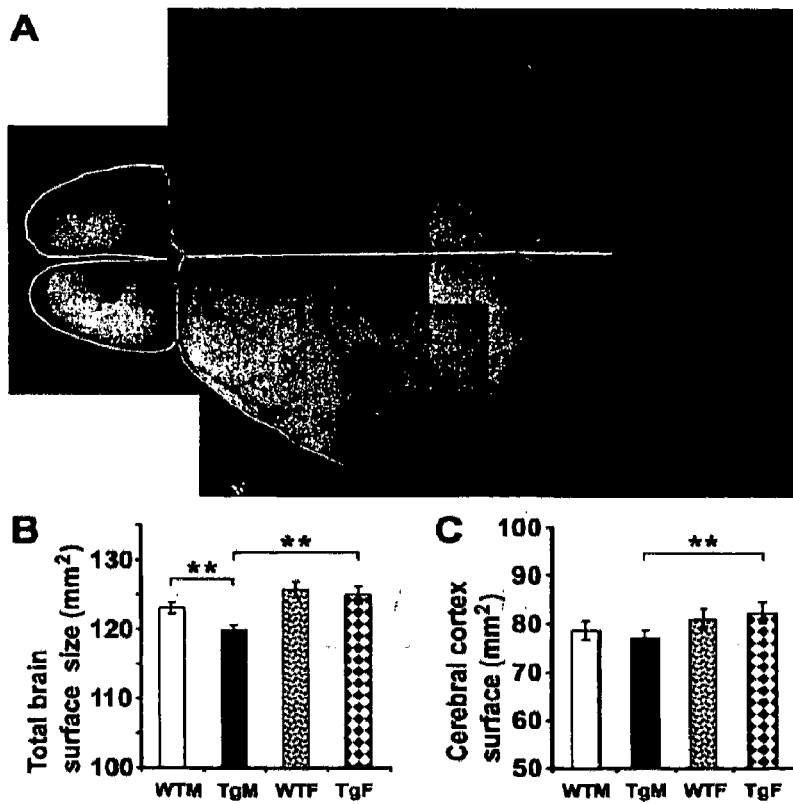 A
B
Total brain
surface size (mm²)
130
120
110
100
**
**
WTM TgM WTF TgF
C
Cerebral cortex
surface (mm²)
100
90
80
70
60
50
**
WTM TgM WTF TgF